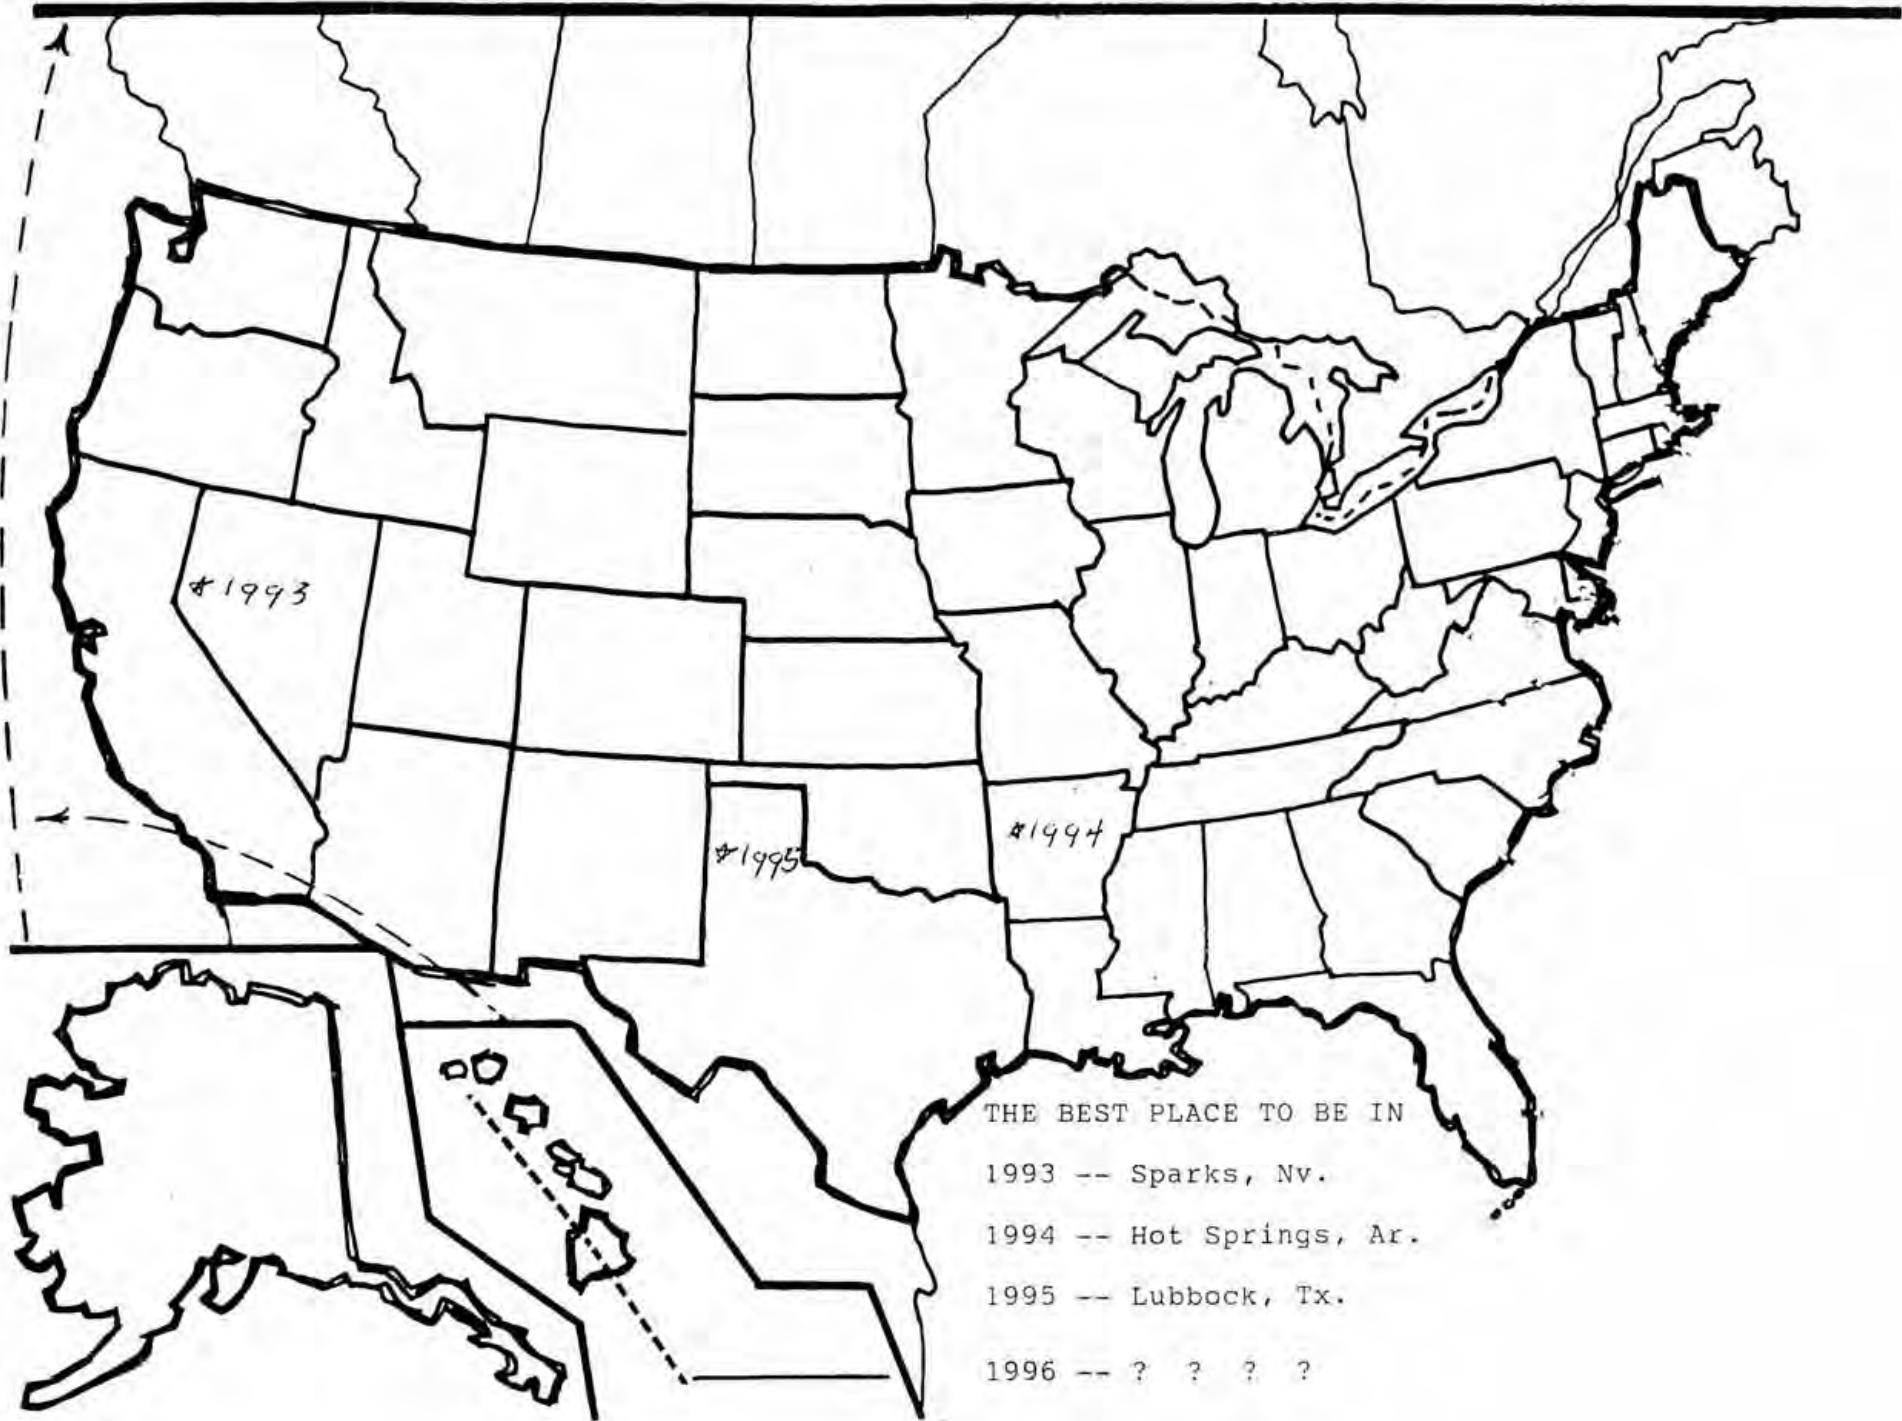 ☆1993
☆1994
☆1995
THE BEST PLACE TO BE IN
1993 -- Sparks, Nv.
1994 -- Hot Springs, Ar.
1995 -- Lubbock, Tx.
1996 -- ? ? ? ?